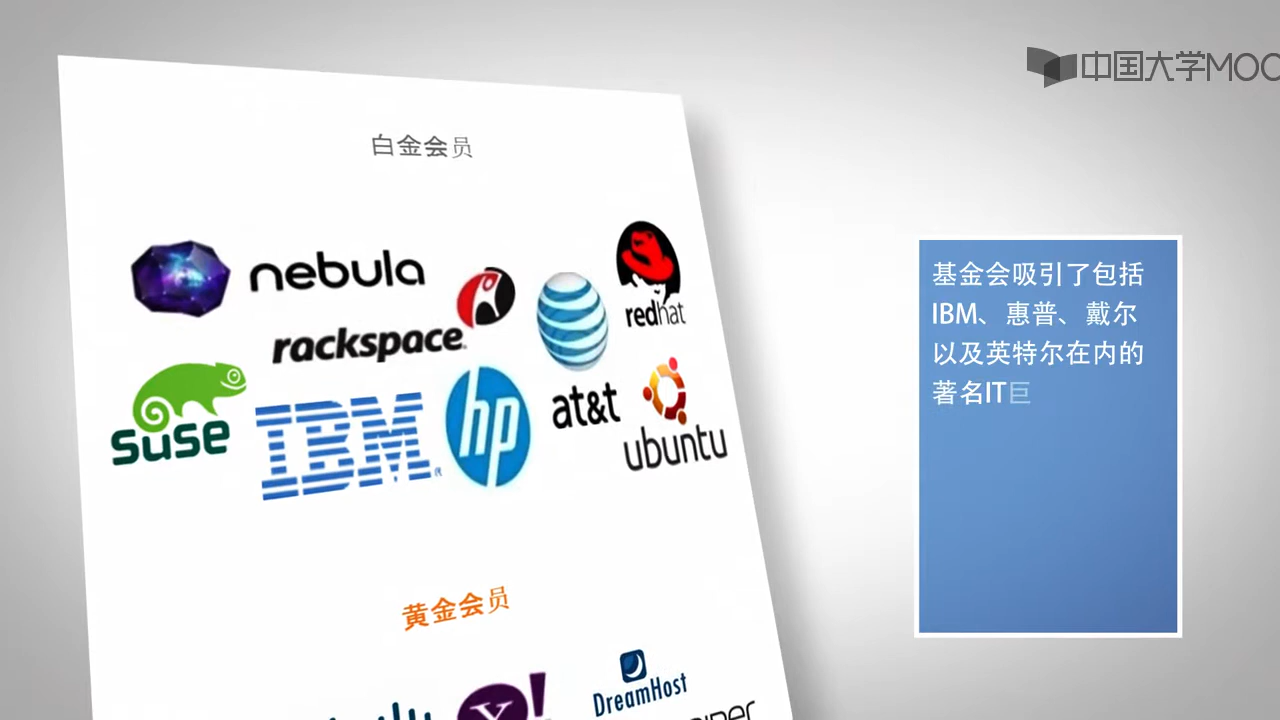 中国大学MOO
白金会员
nebula
rackspace
redhat
suse
IBM
hp
at&t
ubuntu
黄金会员
Y!
DreamHost
基金会吸引了包括
IBM、惠普、戴尔
以及英特尔在内的
著名IT巨